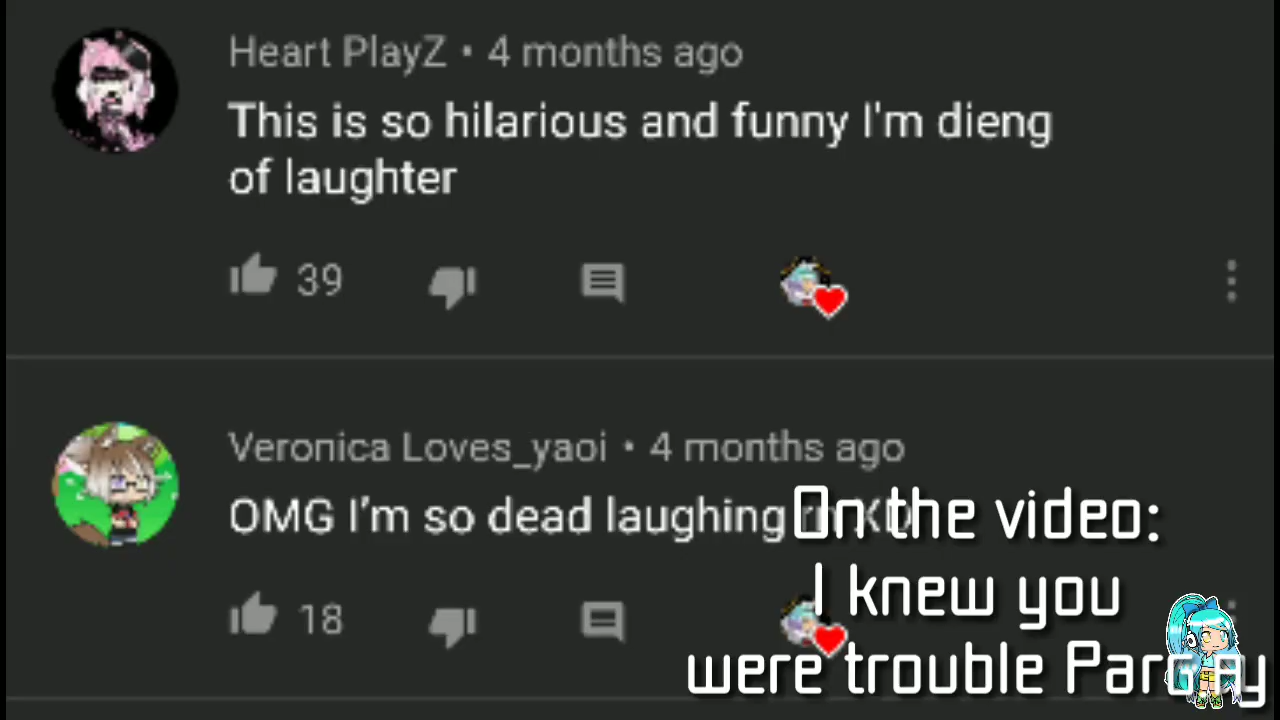 Heart PlayZ • 4 months ago
This is so hilarious and funny I'm dieng
of laughter
39
Veronica Loves_yaoi • 4 months ago
OMG I'm so dead laughing
18
On the video:
I knew you
were trouble